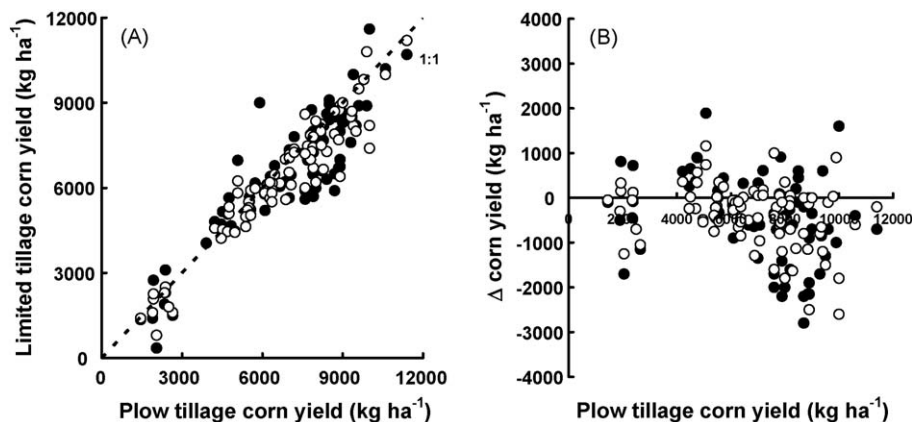 (A)
12000
9000
6000
3000
0
Limited tillage corn yield (kg ha⁻¹)
1:1
0 3000 6000 9000 12000
Plow tillage corn yield (kg ha⁻¹)
(B)
4000
3000
2000
1000
0
-1000
-2000
-3000
-4000
Δ corn yield (kg ha⁻¹)
0 2000 4000 6000 8000 10000 12000
Plow tillage corn yield (kg ha⁻¹)